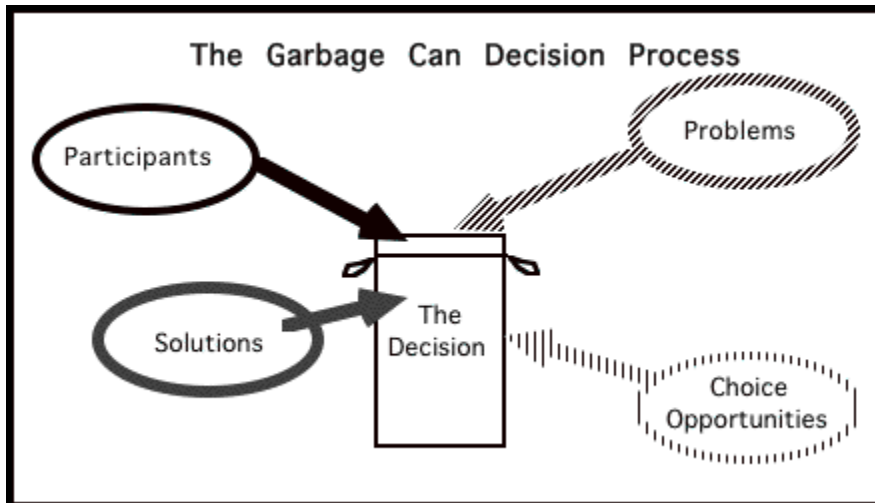 The Garbage Can Decision Process
Participants
Problems
Solutions
The
Decision
Choice
Opportunities